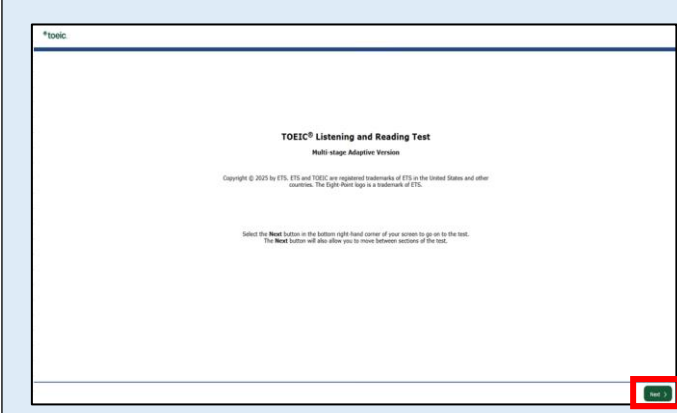 toeic.
TOEIC® Listening and Reading Test
Multi-stage Adaptive Version
Copyright © 2025 by ETS. ETS and TOEIC are registered trademarks of ETS in the United States and other
countries. The Eight-Point logo is a trademark of ETS.
Select the Next button in the bottom right-hand corner of your screen to go on to the test.
The Next button will also allow you to move between sections of the test.
Next >